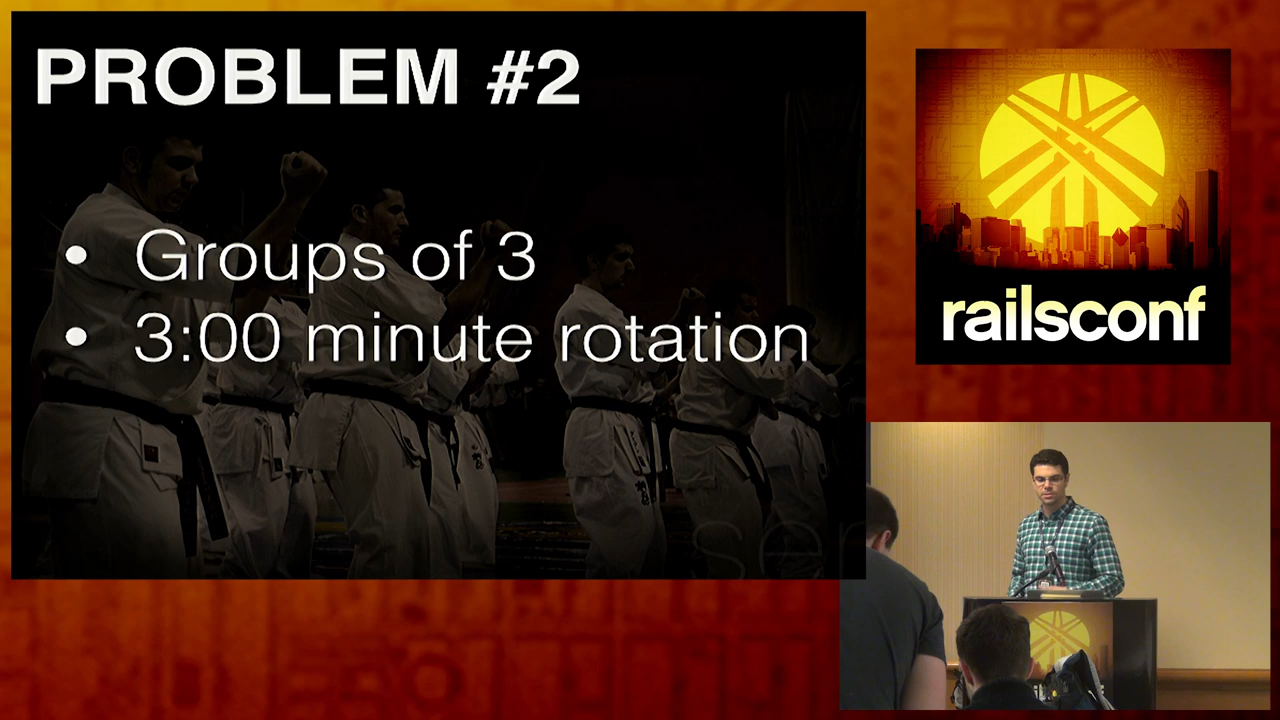 PROBLEM #2
• Groups of 3
• 3:00 minute rotation
railsconf